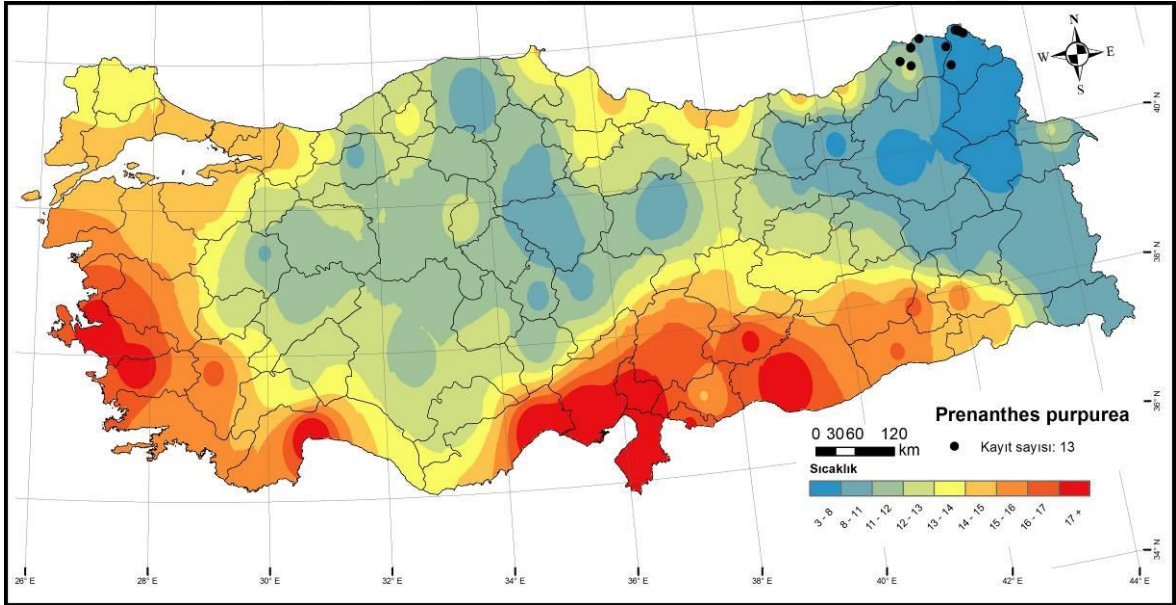 N
W E
S
40° N
38° N
36° N
34° N
Prenanthes purpurea
0 30 60 120
km
Kayıt sayısı: 13
Sıcaklık
3 - 8
8 - 11
11 - 12
12 - 13
13 - 14
14 - 15
15 - 16
16 - 17
17 +
26° E 28° E 30° E 32° E 34° E 36° E 38° E 40° E 42° E 44° E